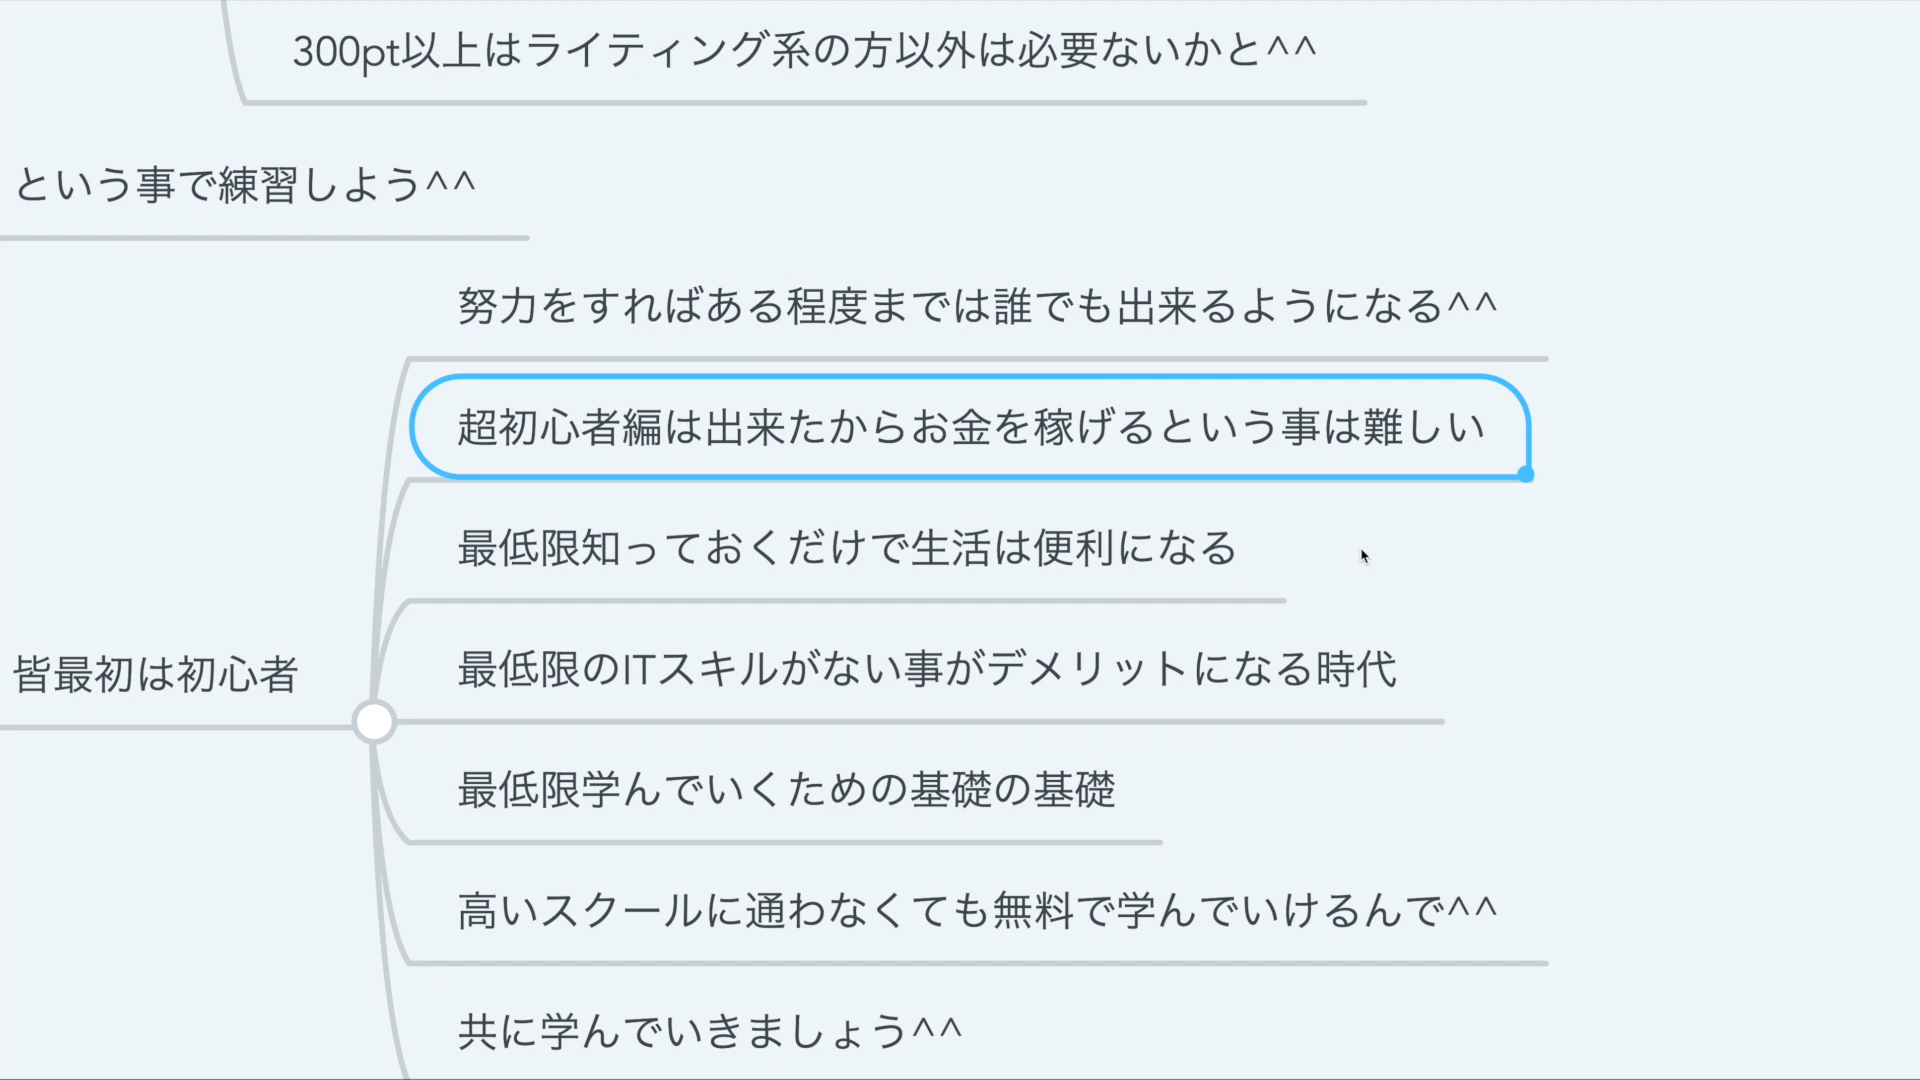 300pt以上はライティング系の方以外は必要ないかと^^
という事で練習しよう^^
努力をすればある程度までは誰でも出来るようになる^^
超初心者編は出来たからお金を稼げるという事は難しい
最低限知っておくだけで生活は便利になる
最低限のITスキルがない事がデメリットになる時代
皆最初は初心者
最低限学んでいくための基礎の基礎
高いスクールに通わなくても無料で学んでいけるんで^^
共に学んでいきましょう^^